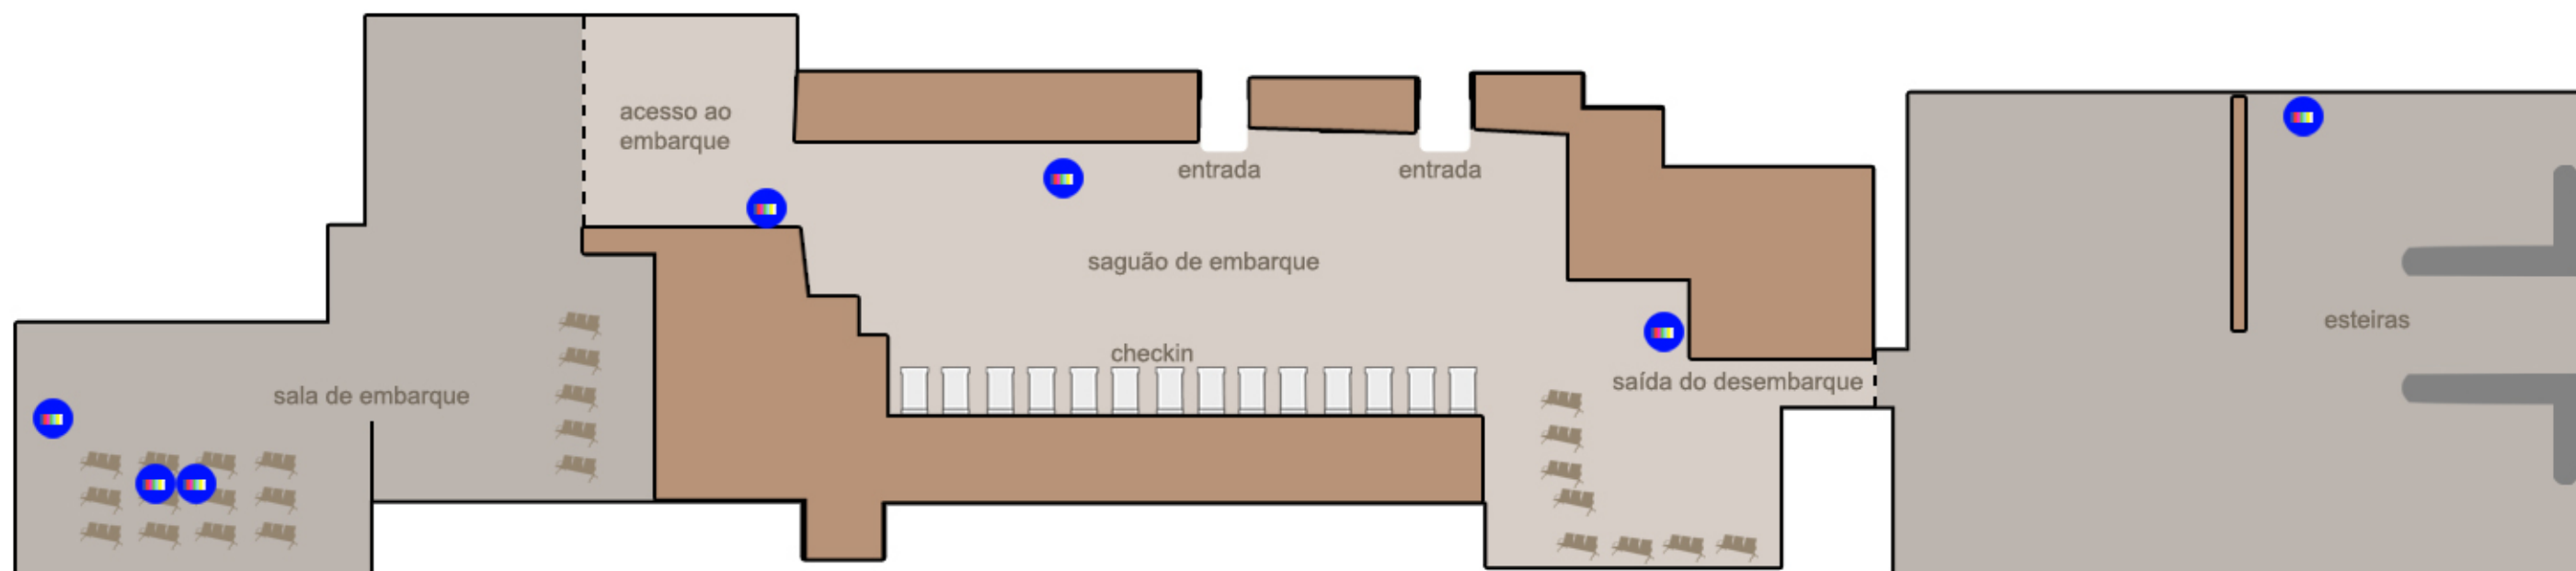 acesso ao
embarque
entrada
entrada
saguão de embarque
esteiras
checkin
saída do desembarque
sala de embarque